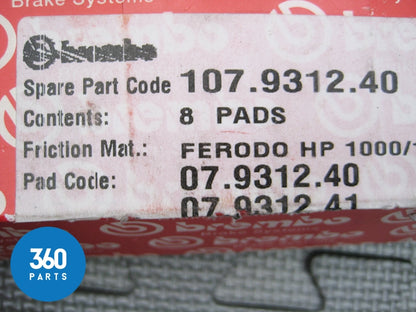 Brake Systems
brembo
Spare Part Code 107.9312.40
Contents: 8 PADS
Friction Mat.: FERODO HP 1000/
Pad Code: 07.9312.40
07.9312.41
brembo
360
PARTS